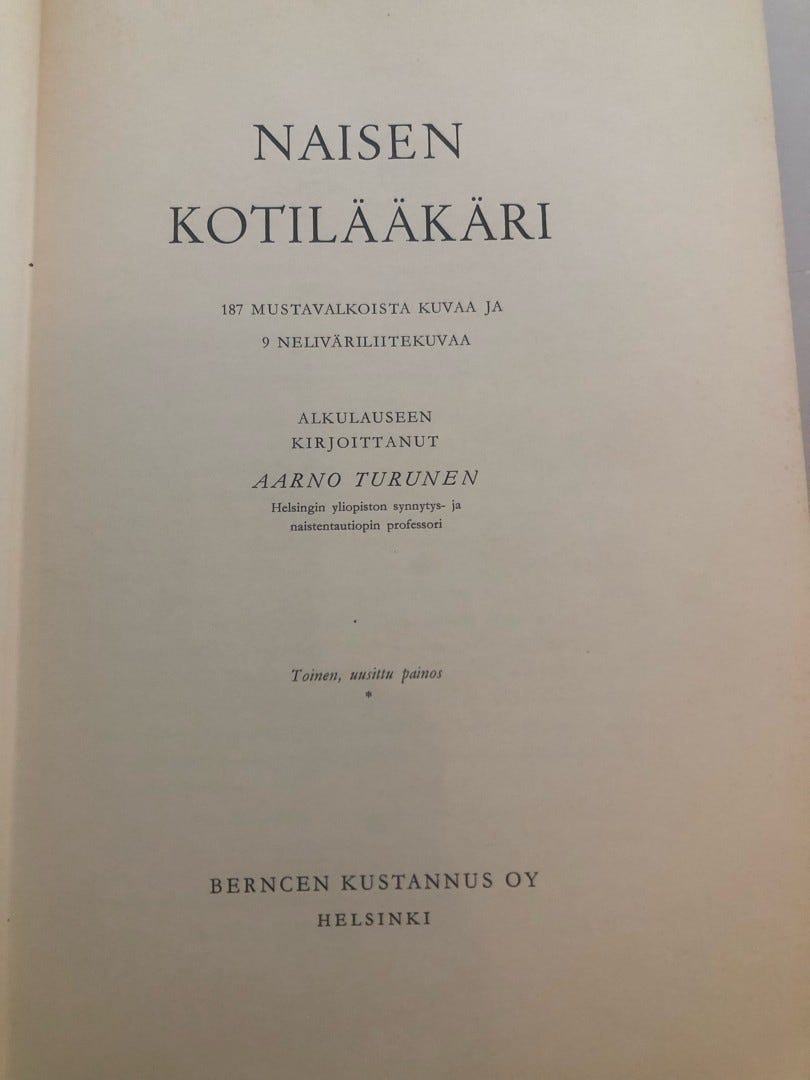 NAISEN
KOTILÄÄKÄRI
187 MUSTAVALKOISTA KUVAA JA
9 NELIVÄRILIITEKUVAA
ALKULAUSEEN
KIRJOITTANUT
AARNO TURUNEN
Helsingin yliopiston synnytys- ja
naistentautiopin professori
Toinen, uusittu painos
*
BERNCEN KUSTANNUS OY
HELSINKI